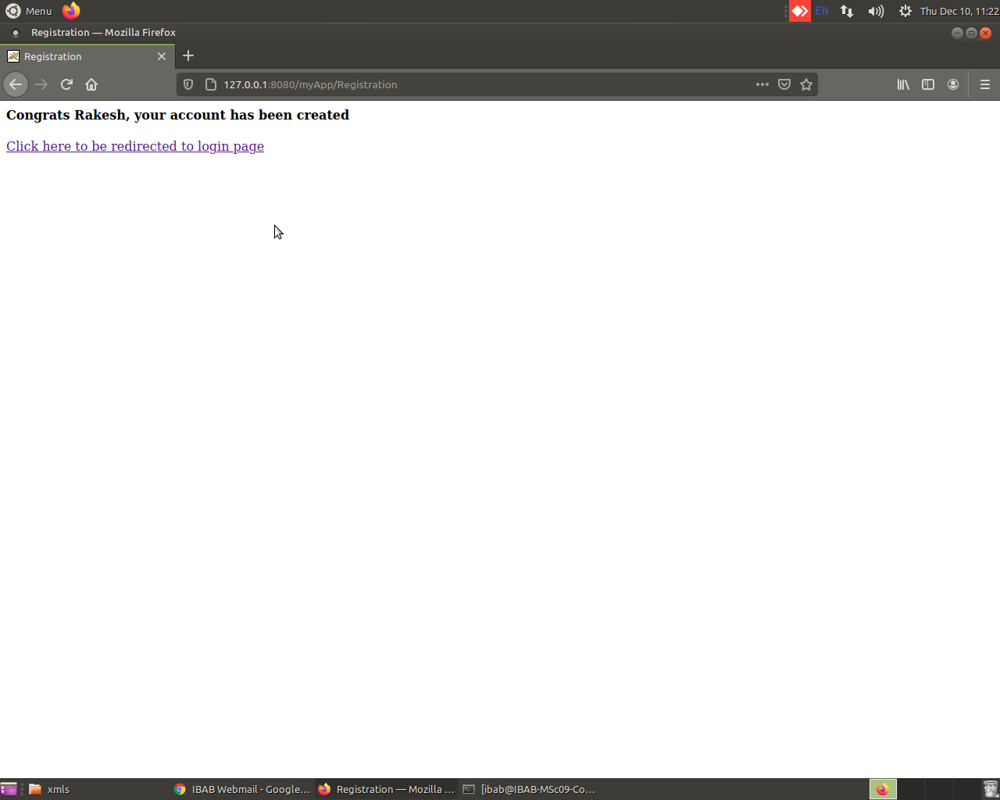 Menu
EN
Thu Dec 10, 11:22
Registration — Mozilla Firefox
Registration
127.0.0.1:8080/myApp/Registration
Congrats Rakesh, your account has been created
Click here to be redirected to login page
xmls
IBAB Webmail - Google...
Registration — Mozilla ...
[ibab@IBAB-MSc09-Co...